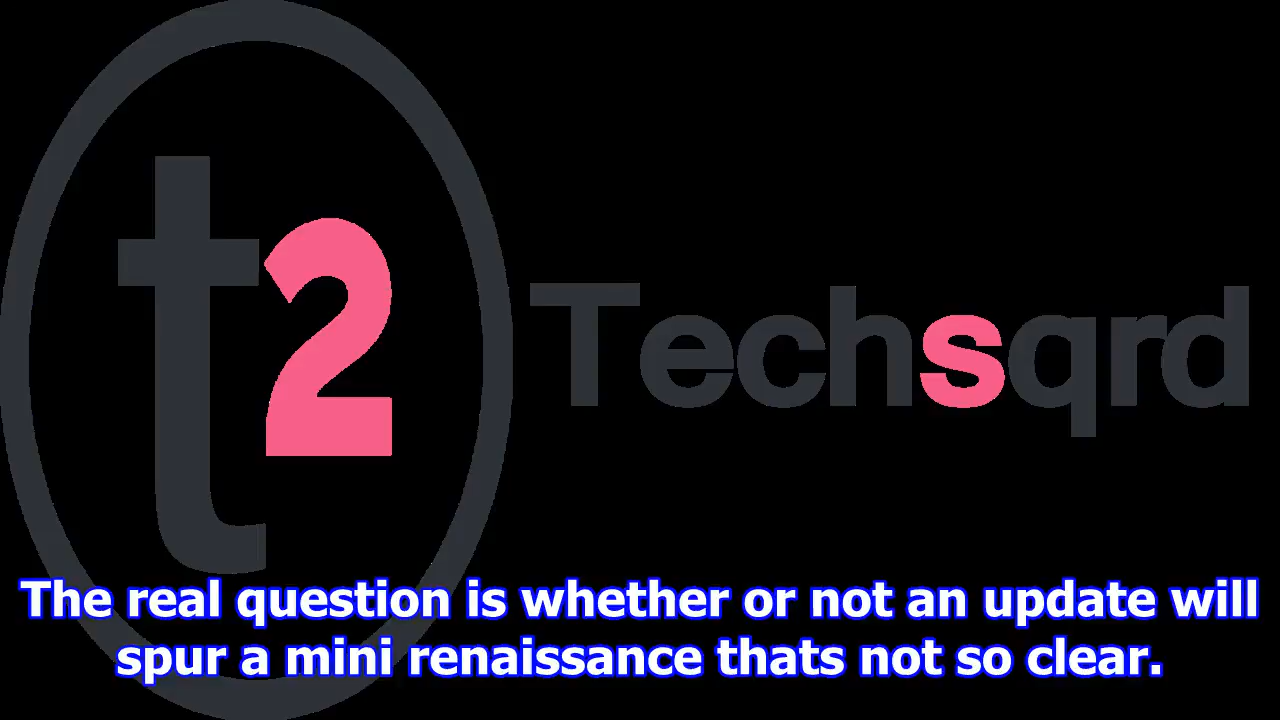 t2
Techsqrd
The real question is whether or not an update will
spur a mini renaissance thats not so clear.